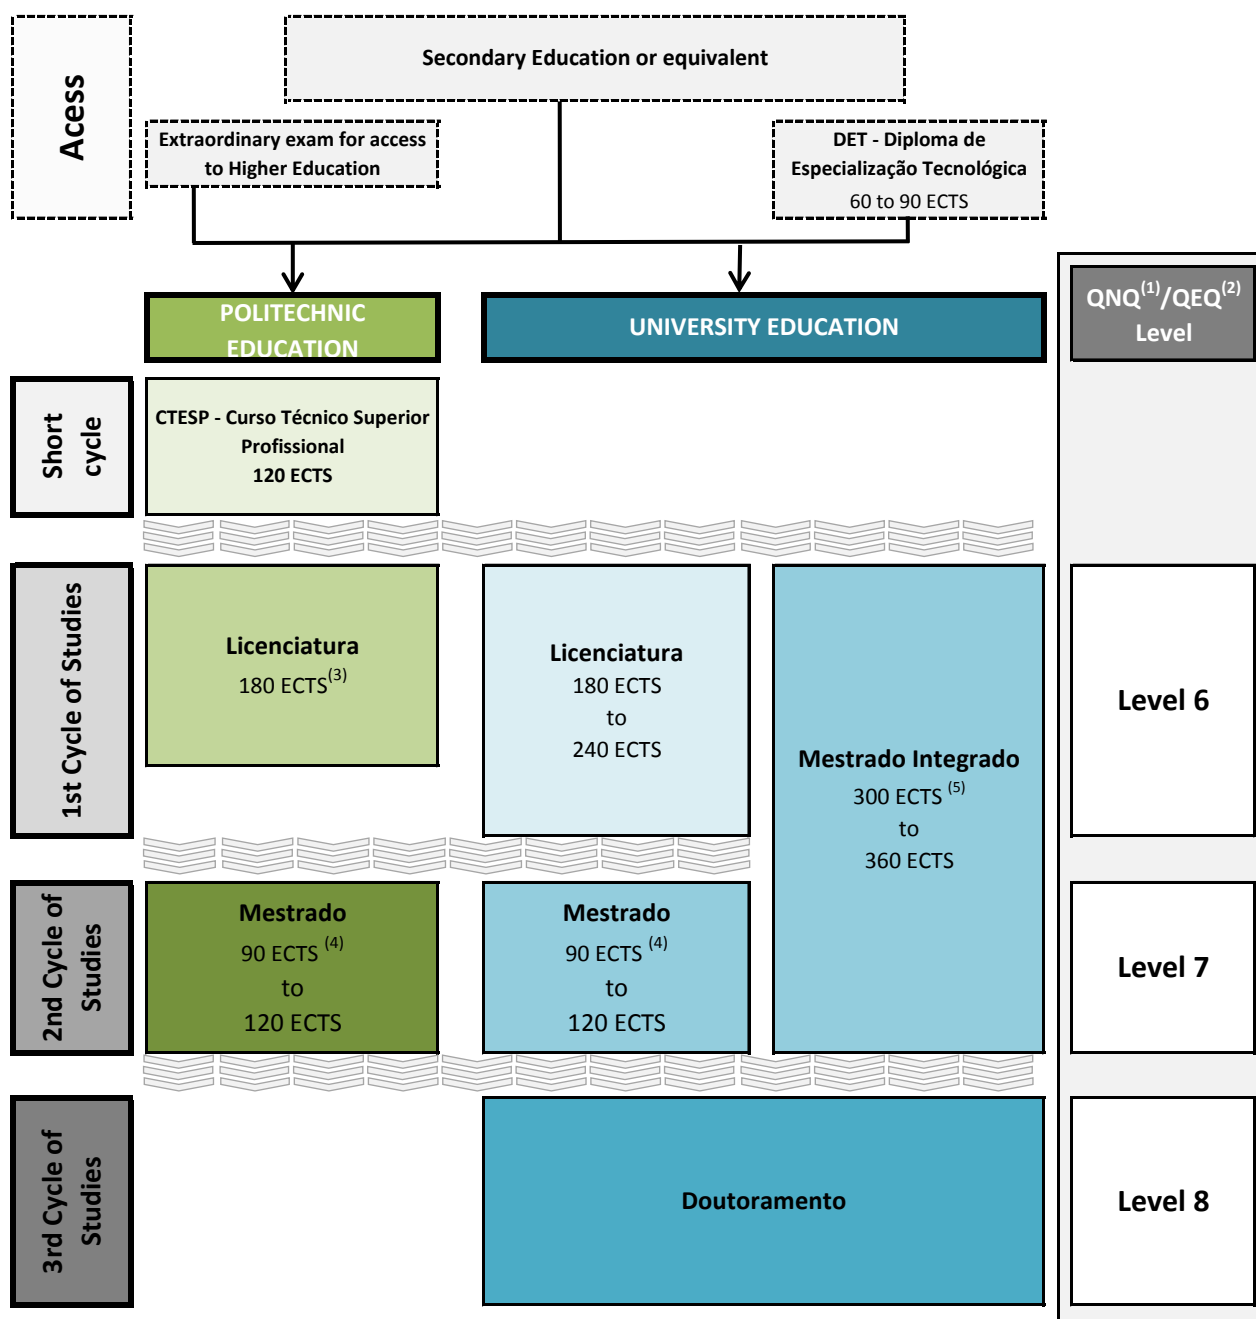 Acess
Secondary Education or equivalent
Extraordinary exam for access
to Higher Education
DET - Diploma de
Especialização Tecnológica
60 to 90 ECTS
POLITECHNIC
EDUCATION
UNIVERSITY EDUCATION
QNQ(1)/QEQ(2)
Level
Short
cycle
CTESP - Curso Técnico Superior
Profissional
120 ECTS
1st Cycle of Studies
Licenciatura
180 ECTS(3)
Licenciatura
180 ECTS
to
240 ECTS
Mestrado Integrado
300 ECTS (5)
to
360 ECTS
Level 6
2nd Cycle of
Studies
Mestrado
90 ECTS (4)
to
120 ECTS
Mestrado
90 ECTS (4)
to
120 ECTS
Level 7
3rd Cycle of
Studies
Doutoramento
Level 8